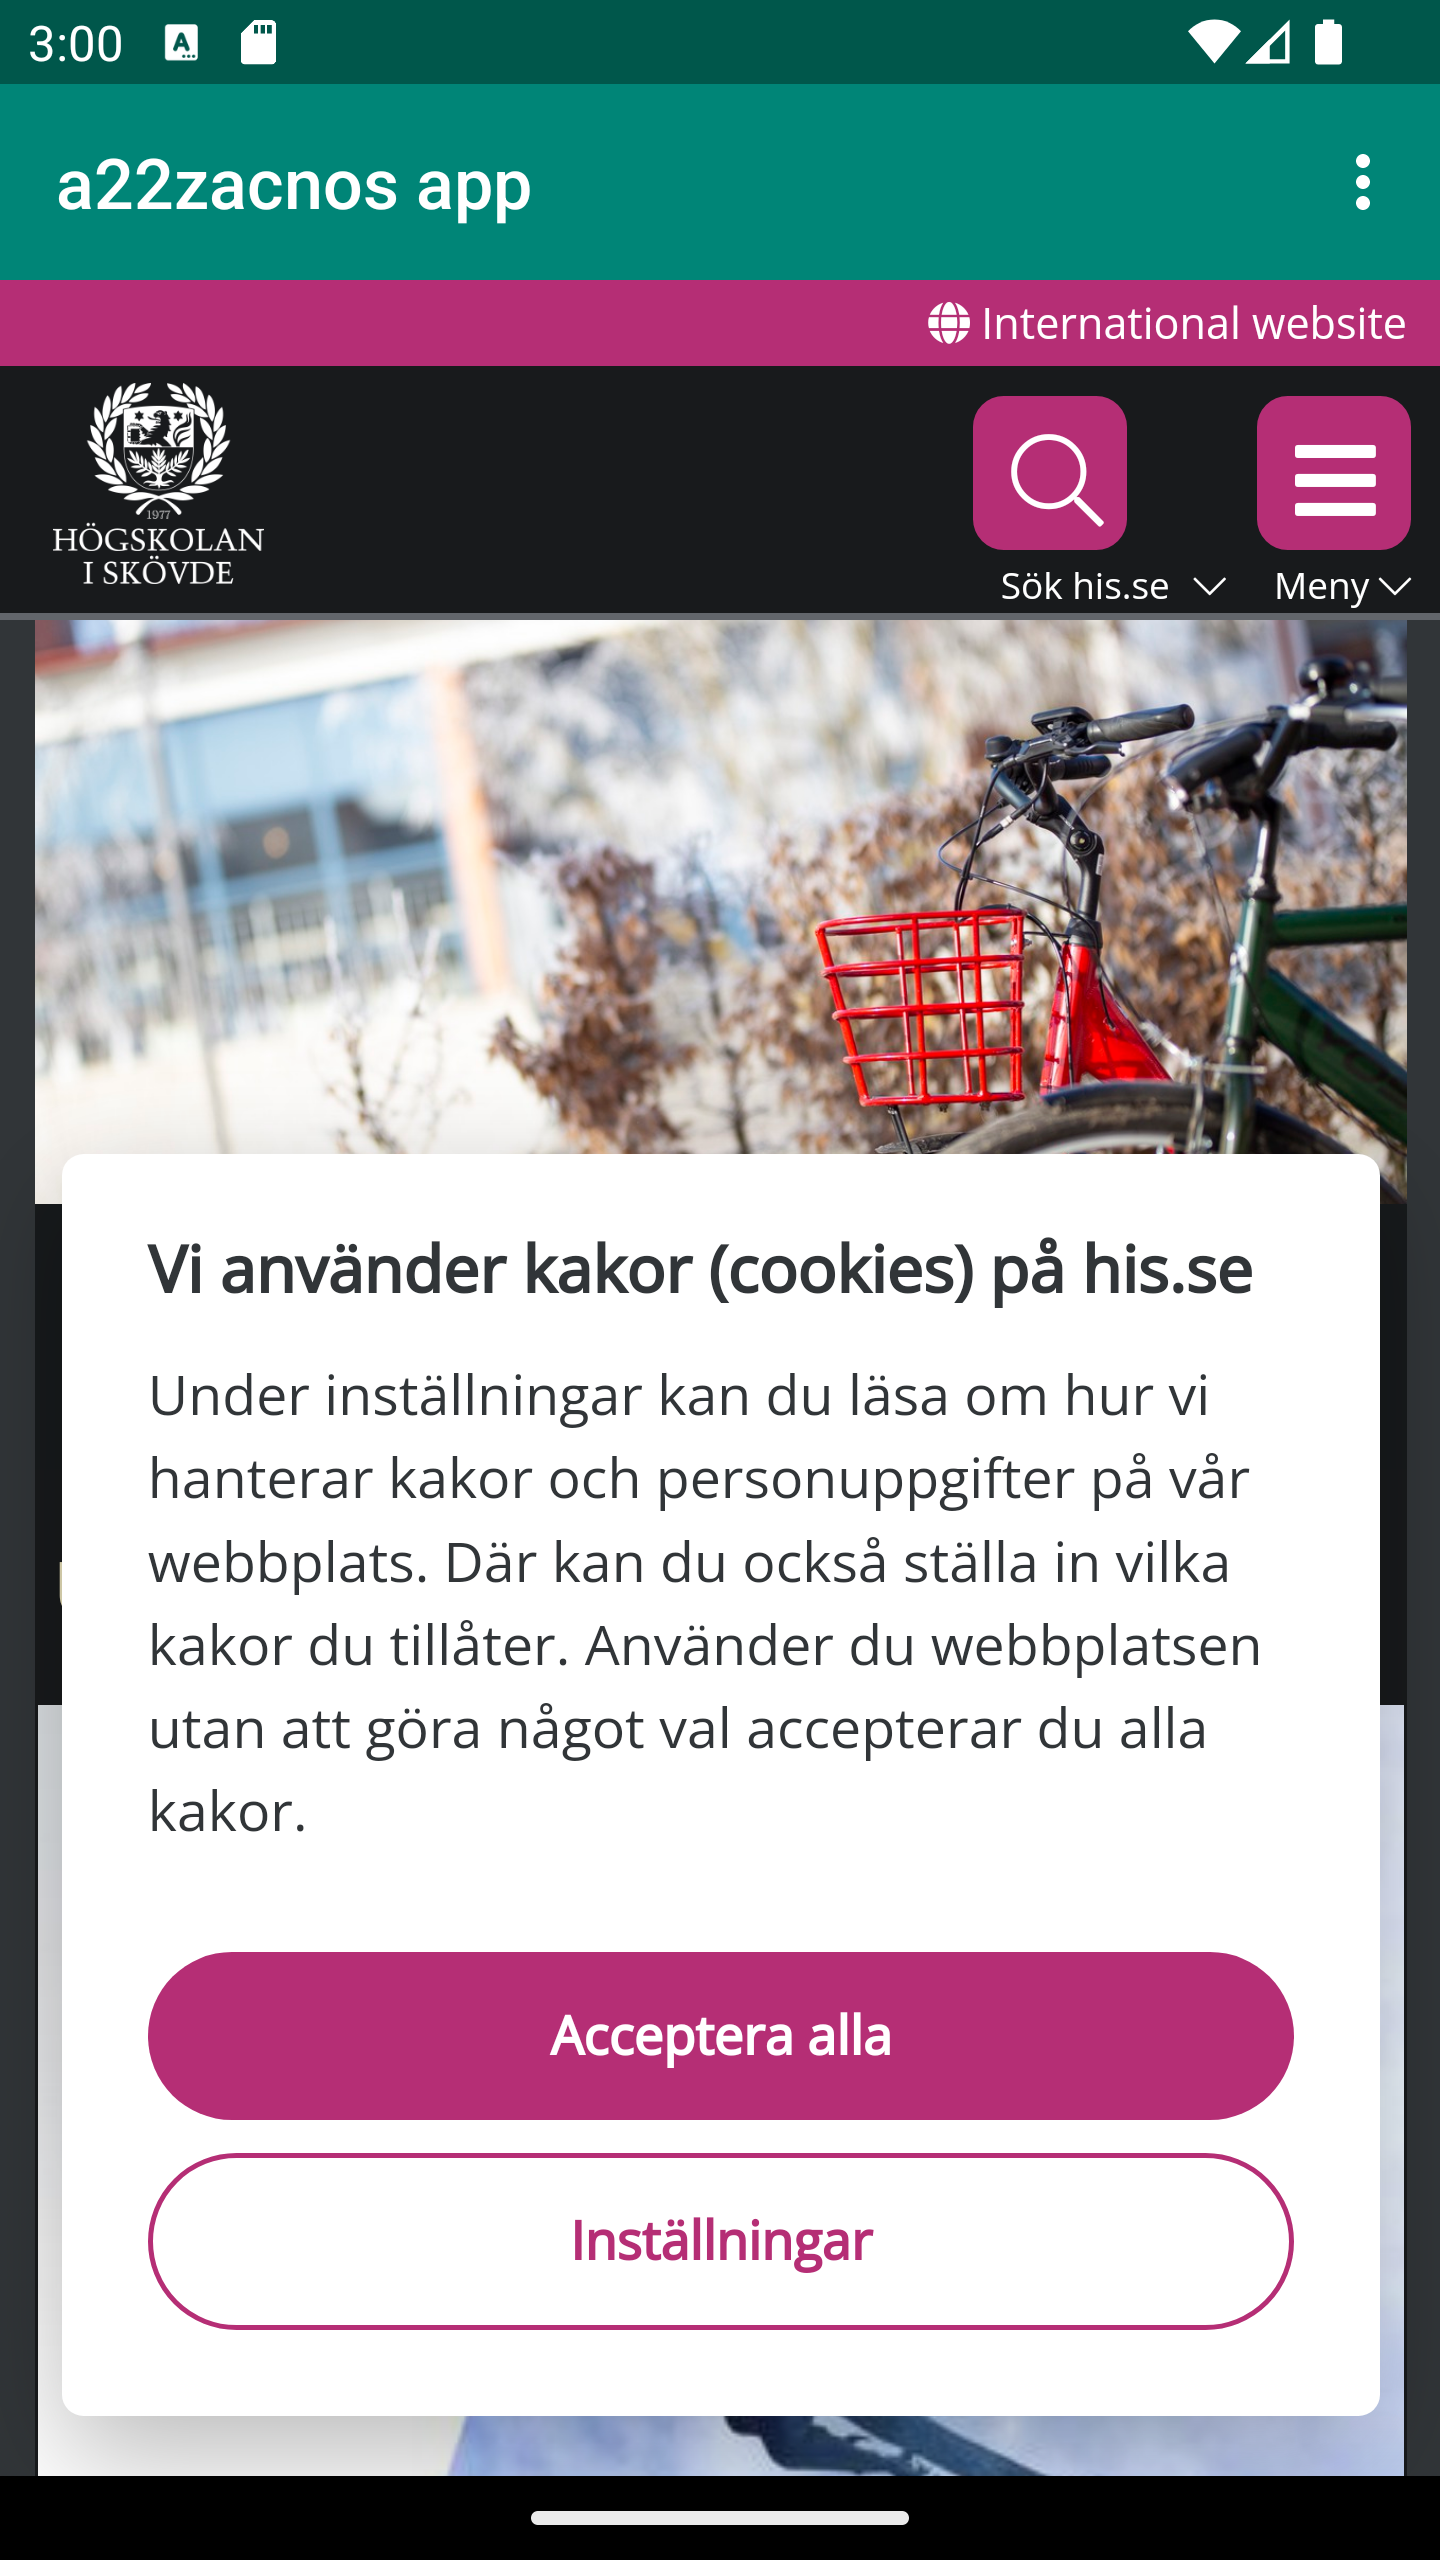 3:00
a22zacnos app
International website
1977
HÖGSKOLAN
I SKÖVDE
Sök his.se
Meny
Vi använder kakor (cookies) på his.se
Under inställningar kan du läsa om hur vi
hanterar kakor och personuppgifter på vår
webbplats. Där kan du också ställa in vilka
kakor du tillåter. Använder du webbplatsen
utan att göra något val accepterar du alla
kakor.
Acceptera alla
Inställningar